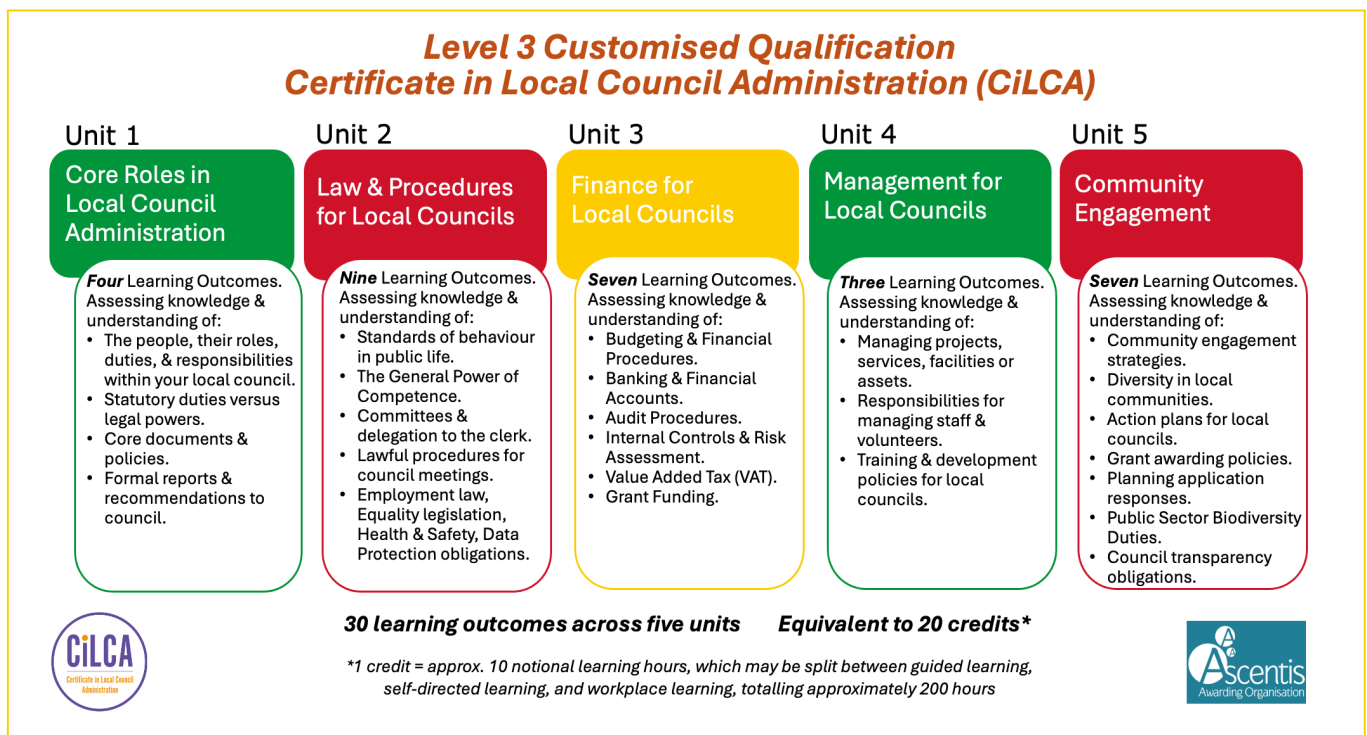 Level 3 Customised Qualification
Certificate in Local Council Administration (CiLCA)
Unit 1
Core Roles in
Local Council
Administration
Four Learning Outcomes.
Assessing knowledge &
understanding of:
• The people, their roles,
duties, & responsibilities
within your local council.
• Statutory duties versus
legal powers.
• Core documents &
policies.
• Formal reports &
recommendations to
council.
Unit 2
Law & Procedures
for Local Councils
Nine Learning Outcomes.
Assessing knowledge &
understanding of:
• Standards of behaviour
in public life.
• The General Power of
Competence.
• Committees &
delegation to the clerk.
• Lawful procedures for
council meetings.
• Employment law,
Equality legislation,
Health & Safety, Data
Protection obligations.
Unit 3
Finance for
Local Councils
Seven Learning Outcomes.
Assessing knowledge &
understanding of:
• Budgeting & Financial
Procedures.
• Banking & Financial
Accounts.
• Audit Procedures.
• Internal Controls & Risk
Assessment.
• Value Added Tax (VAT).
• Grant Funding.
Unit 4
Management for
Local Councils
Three Learning Outcomes.
Assessing knowledge &
understanding of:
• Managing projects,
services, facilities or
assets.
• Responsibilities for
managing staff &
volunteers.
• Training & development
policies for local
councils.
Unit 5
Community
Engagement
Seven Learning Outcomes.
Assessing knowledge &
understanding of:
• Community engagement
strategies.
• Diversity in local
communities.
• Action plans for local
councils.
• Grant awarding policies.
• Planning application
responses.
• Public Sector Biodiversity
Duties.
• Council transparency
obligations.
30 learning outcomes across five units Equivalent to 20 credits*
*1 credit = approx. 10 notional learning hours, which may be split between guided learning,
self-directed learning, and workplace learning, totalling approximately 200 hours
CiLCA
Certificate in Local Council
Administration
A
A
Ascentis
Awarding Organisation